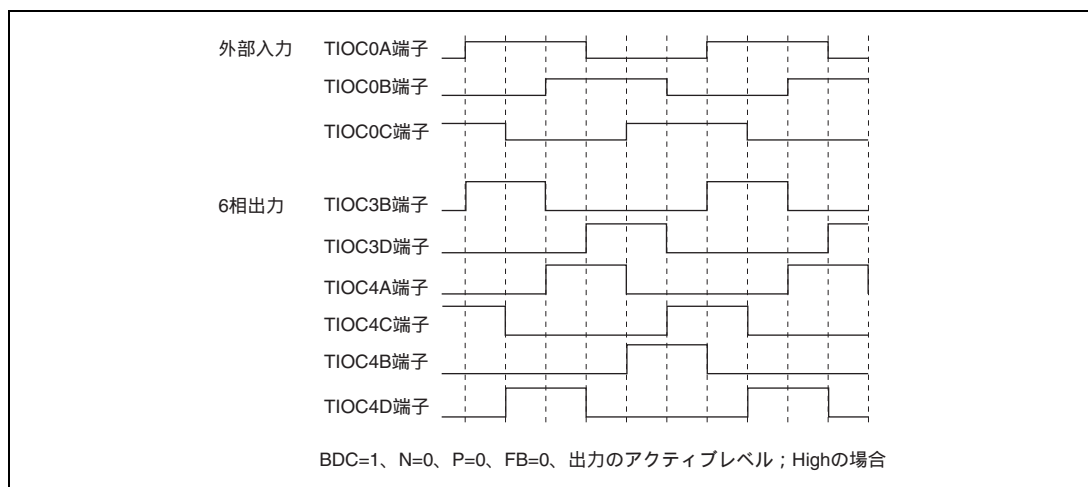 外部入力 TIOC0A端子
TIOC0B端子
TIOC0C端子
6相出力 TIOC3B端子
TIOC3D端子
TIOC4A端子
TIOC4C端子
TIOC4B端子
TIOC4D端子
BDC=1、N=0、P=0、FB=0、出力のアクティブレベル；Highの場合